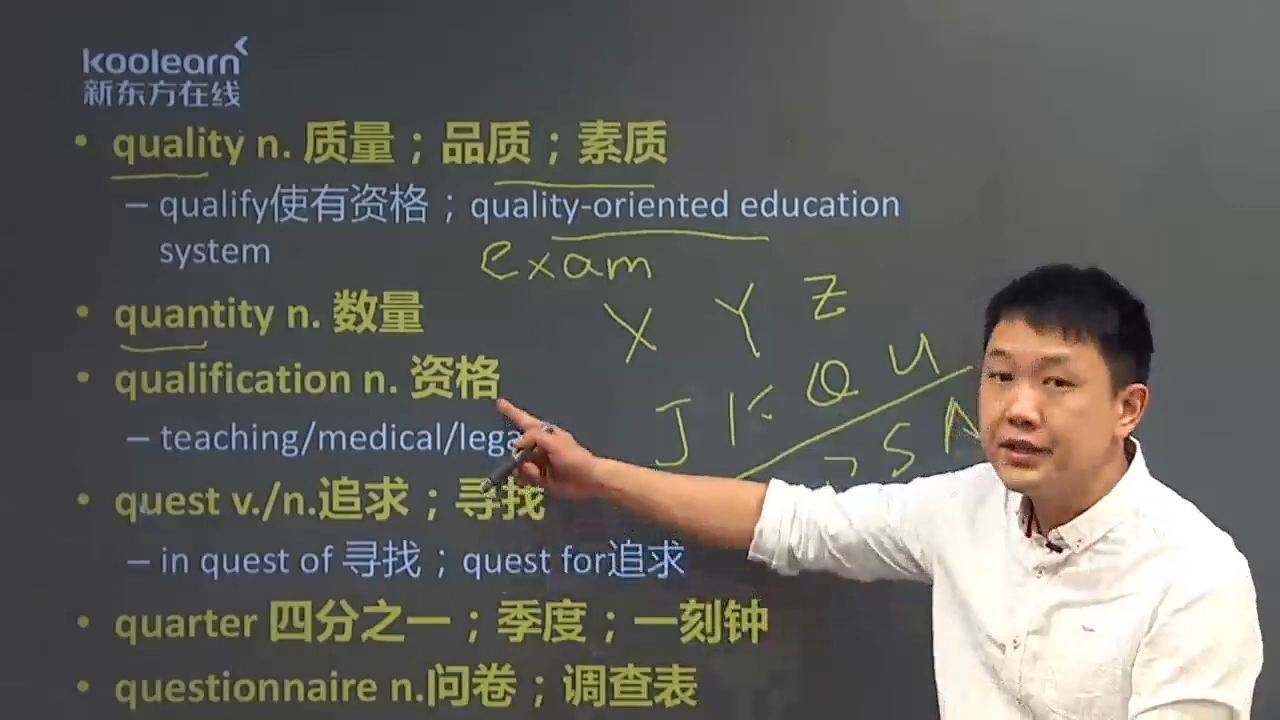 koolearn
新东方在线
• quality n. 质量；品质；素质
– qualify使有资格；quality-oriented education
system
exam
X Y Z
• quantity n. 数量
• qualification n. 资格
J K Q U
S
– teaching/medical/lega
• quest v./n.追求；寻找
– in quest of 寻找；quest for追求
• quarter 四分之一；季度；一刻钟
• questionnaire n.问卷；调查表